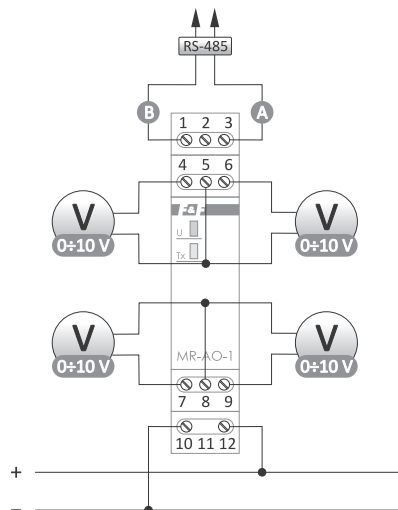 RS-485
B A
1 2 3
4 5 6
F&F
U
Tx
V V
0÷10 V 0÷10 V
V V
0÷10 V 0÷10 V
MR-AO-1
7 8 9
10 11 12
+
−